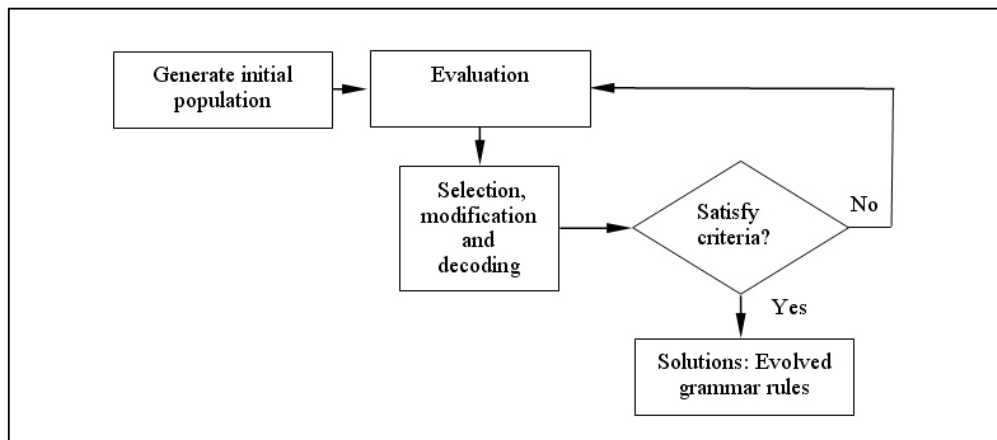 Generate initial
population
Evaluation
Selection,
modification
and
decoding
Satisfy
criteria?
No
Yes
Solutions: Evolved
grammar rules